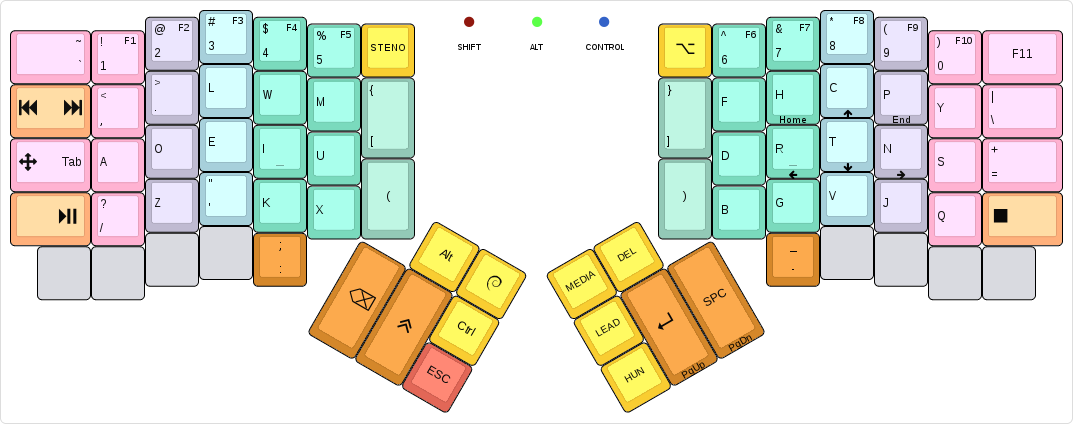 ~ ` ! F1 1 @ F2 2 # F3 3 $ F4 4 % F5 5 STENO
SHIFT ALT CONTROL
⌥ ^ F6 6 & F7 7 * F8 8 ( F9 9 ) F10 0 F11
< , > . L W M { [
} ] F H Home C P End Y | \
Tab A O E I _ U
D R _ T N S + =
? / Z " ' K X (
) B G V J Q
; :
_ .
Alt
Ctrl
ESC
MEDIA DEL
LEAD SPC
HUN PgUp PgDn